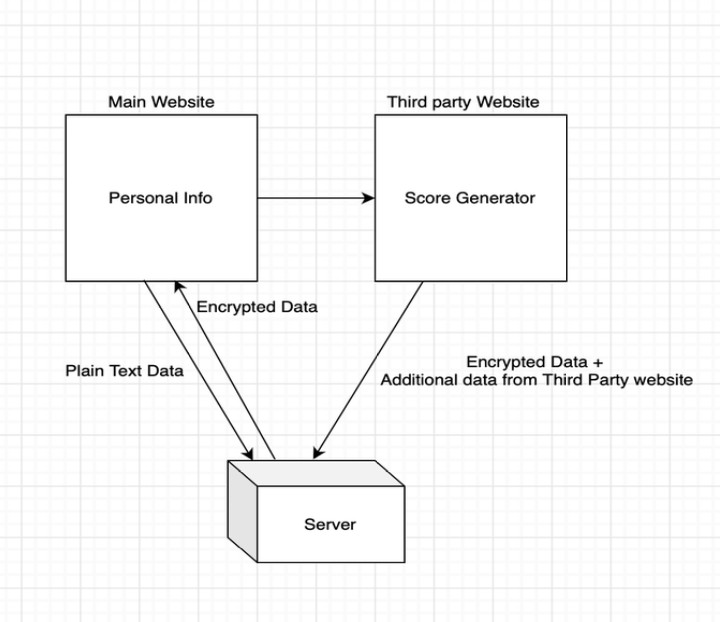 Main Website
Third party Website
Personal Info
Score Generator
Encrypted Data
Plain Text Data
Encrypted Data +
Additional data from Third Party website
Server